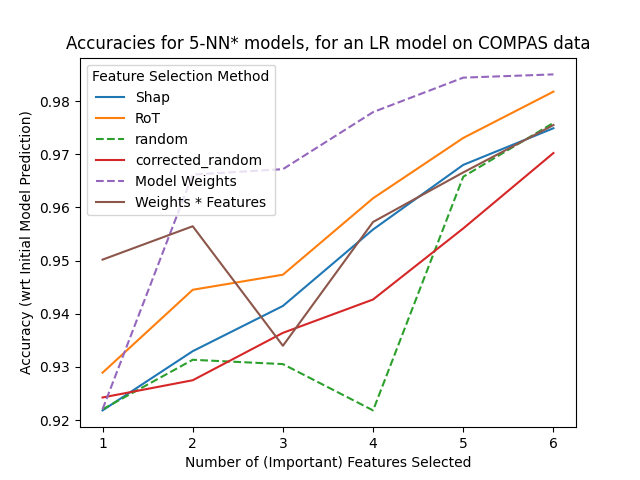 Accuracies for 5-NN* models, for an LR model on COMPAS data
Feature Selection Method
Shap
RoT
random
corrected_random
Model Weights
Weights * Features
Accuracy (wrt Initial Model Prediction)
0.98
0.97
0.96
0.95
0.94
0.93
0.92
1 2 3 4 5 6
Number of (Important) Features Selected